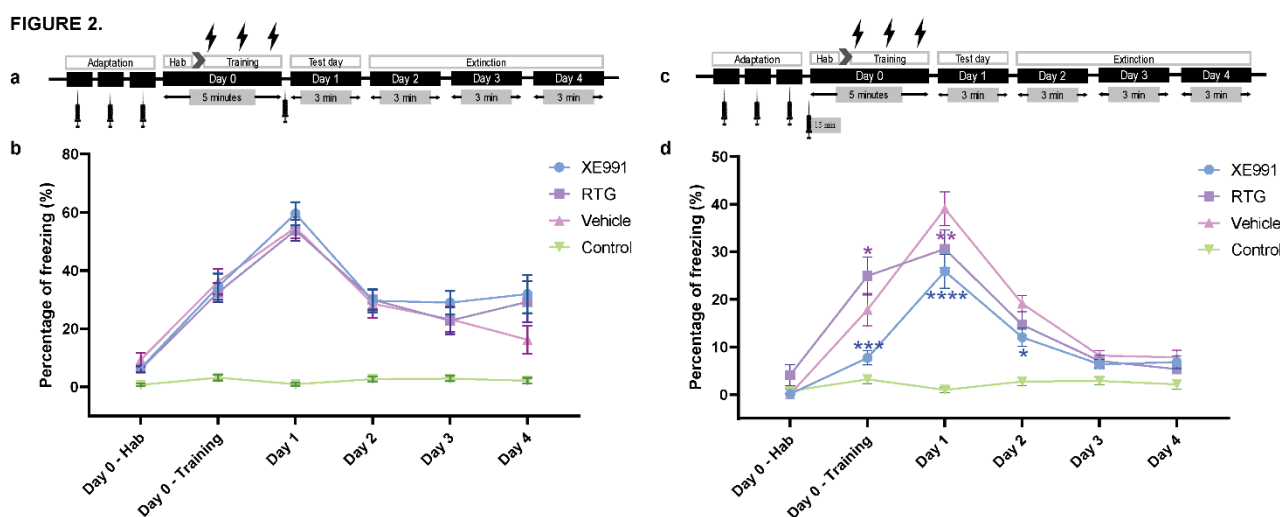 FIGURE 2.
a
Adaptation
Hab
Training
Test day
Extinction
Day 0
Day 1
Day 2
Day 3
Day 4
5 minutes
3 min
3 min
3 min
3 min
b
Percentage of freezing (%)
80
60
40
20
0
XE991
RTG
Vehicle
Control
Day 0 - Hab
Day 0 - Training
Day 1
Day 2
Day 3
Day 4
c
Adaptation
Hab
Training
Test day
Extinction
Day 0
Day 1
Day 2
Day 3
Day 4
5 minutes
3 min
3 min
3 min
3 min
15 min
d
Percentage of freezing (%)
50
40
30
20
10
0
*
**
****
***
*
XE991
RTG
Vehicle
Control
Day 0 - Hab
Day 0 - Training
Day 1
Day 2
Day 3
Day 4